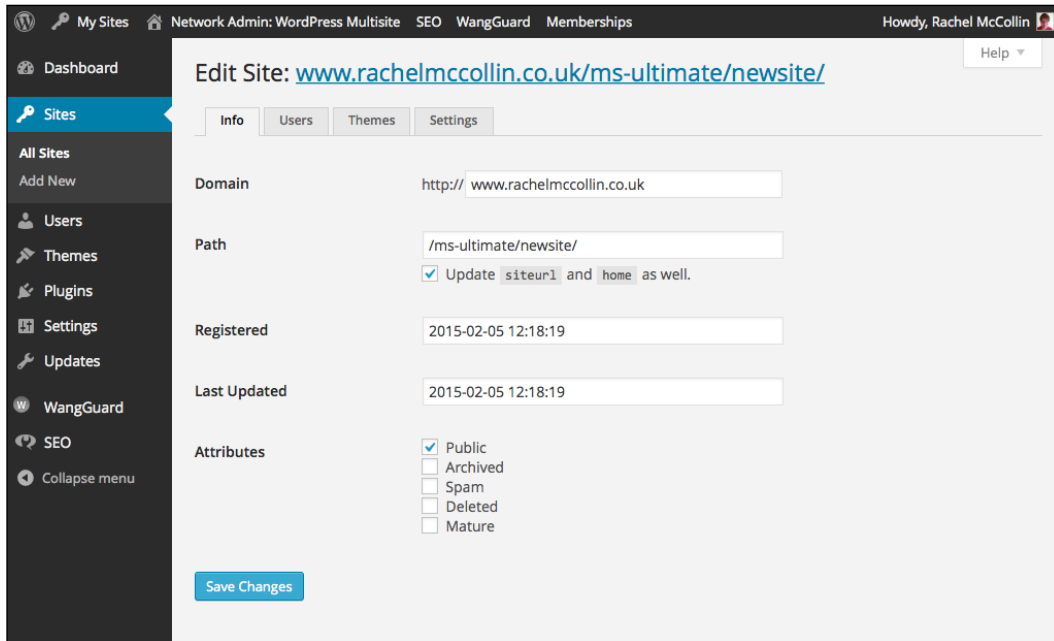 My Sites Network Admin: WordPress Multisite SEO WangGuard Memberships Howdy, Rachel McCollin
Help
Dashboard
Sites
All Sites
Add New
Users
Themes
Plugins
Settings
Updates
WangGuard
SEO
Collapse menu
Edit Site: www.rachelmccollin.co.uk/ms-ultimate/newsite/
Info Users Themes Settings
Domain http:// www.rachelmccollin.co.uk
Path /ms-ultimate/newsite/
Update siteurl and home as well.
Registered 2015-02-05 12:18:19
Last Updated 2015-02-05 12:18:19
Attributes Public
Archived
Spam
Deleted
Mature
Save Changes